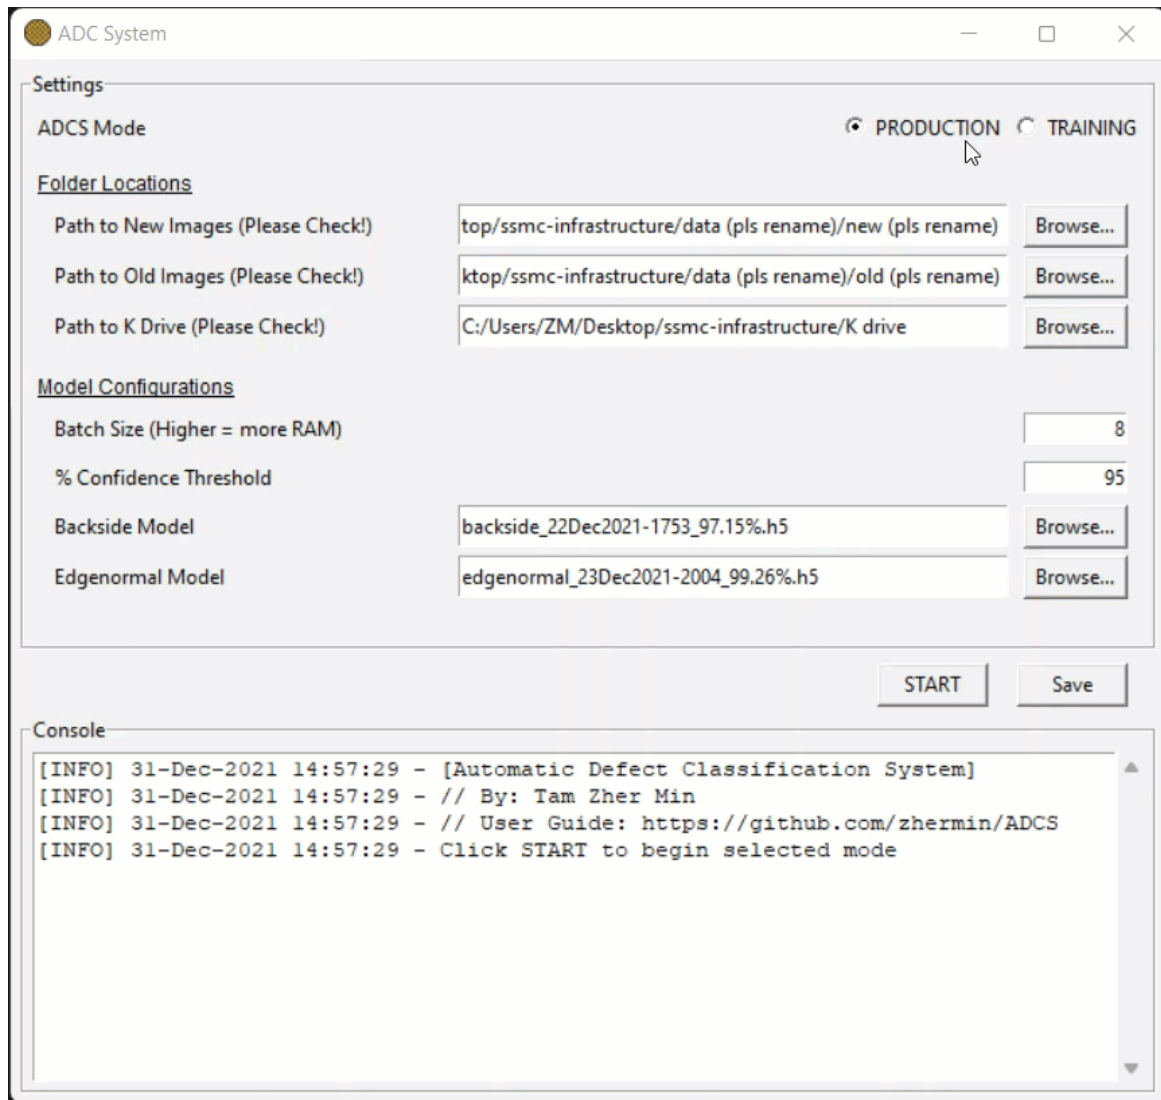 ADC System
Settings
ADCS Mode PRODUCTION TRAINING
Folder Locations
Path to New Images (Please Check!) top/ssmc-infrastructure/data (pls rename)/new (pls rename) Browse...
Path to Old Images (Please Check!) ktop/ssmc-infrastructure/data (pls rename)/old (pls rename) Browse...
Path to K Drive (Please Check!) C:/Users/ZM/Desktop/ssmc-infrastructure/K drive Browse...
Model Configurations
Batch Size (Higher = more RAM) 8
% Confidence Threshold 95
Backside Model backside_22Dec2021-1753_97.15%.h5 Browse...
Edgenormal Model edgenormal_23Dec2021-2004_99.26%.h5 Browse...
START Save
Console
[INFO] 31-Dec-2021 14:57:29 - [Automatic Defect Classification System]
[INFO] 31-Dec-2021 14:57:29 - // By: Tam Zher Min
[INFO] 31-Dec-2021 14:57:29 - // User Guide: https://github.com/zhermin/ADCS
[INFO] 31-Dec-2021 14:57:29 - Click START to begin selected mode